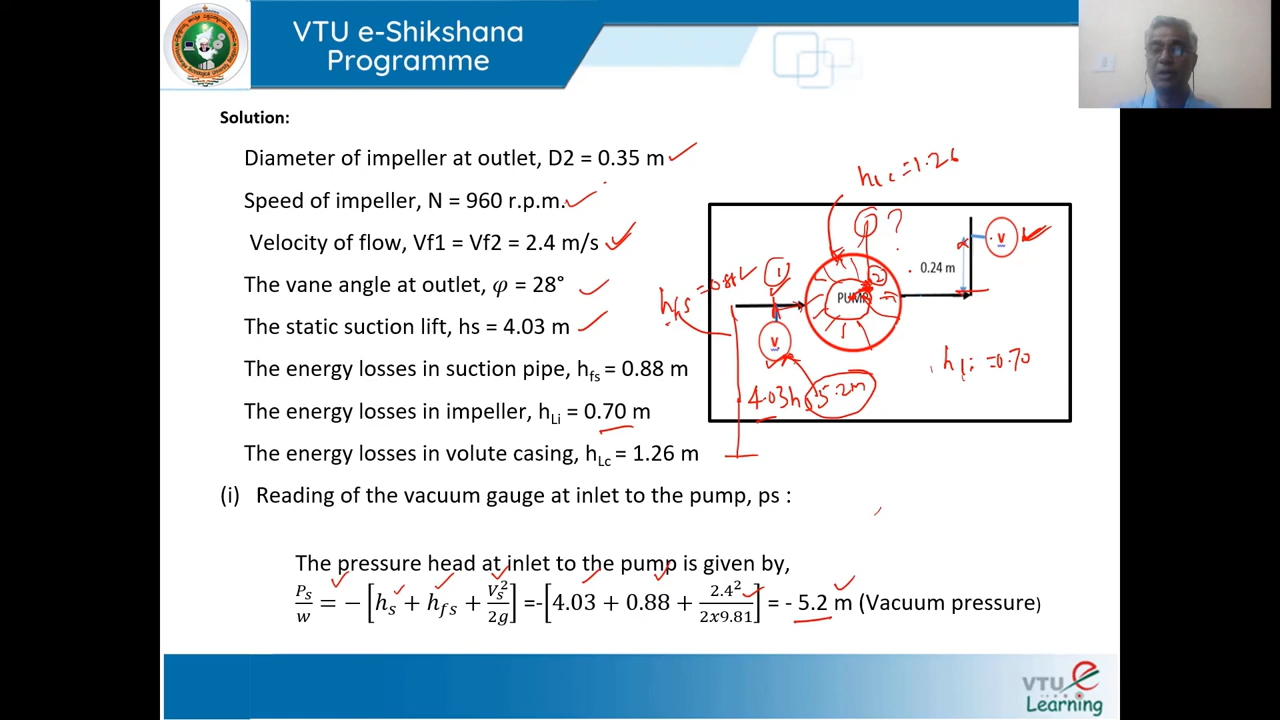 VTU e-Shikshana
Programme
Solution:
Diameter of impeller at outlet, D2 = 0.35 m
Speed of impeller, N = 960 r.p.m.
Velocity of flow, Vf1 = Vf2 = 2.4 m/s
The vane angle at outlet, φ = 28°
The static suction lift, hs = 4.03 m
The energy losses in suction pipe, hfs = 0.88 m
The energy losses in impeller, hLi = 0.70 m
The energy losses in volute casing, hLc = 1.26 m
hLc = 1.26
?
1
2
V
hfs = 0.88
PUMP
0.24 m
V
hLi = 0.70
4.03 hs
5.2m
(i) Reading of the vacuum gauge at inlet to the pump, ps :
The pressure head at inlet to the pump is given by,
Ps/w = −[hs + hfs + Vs²/2g] =-[4.03 + 0.88 + 2.4²/2x9.81] = - 5.2 m (Vacuum pressure)
VTU e
Learning